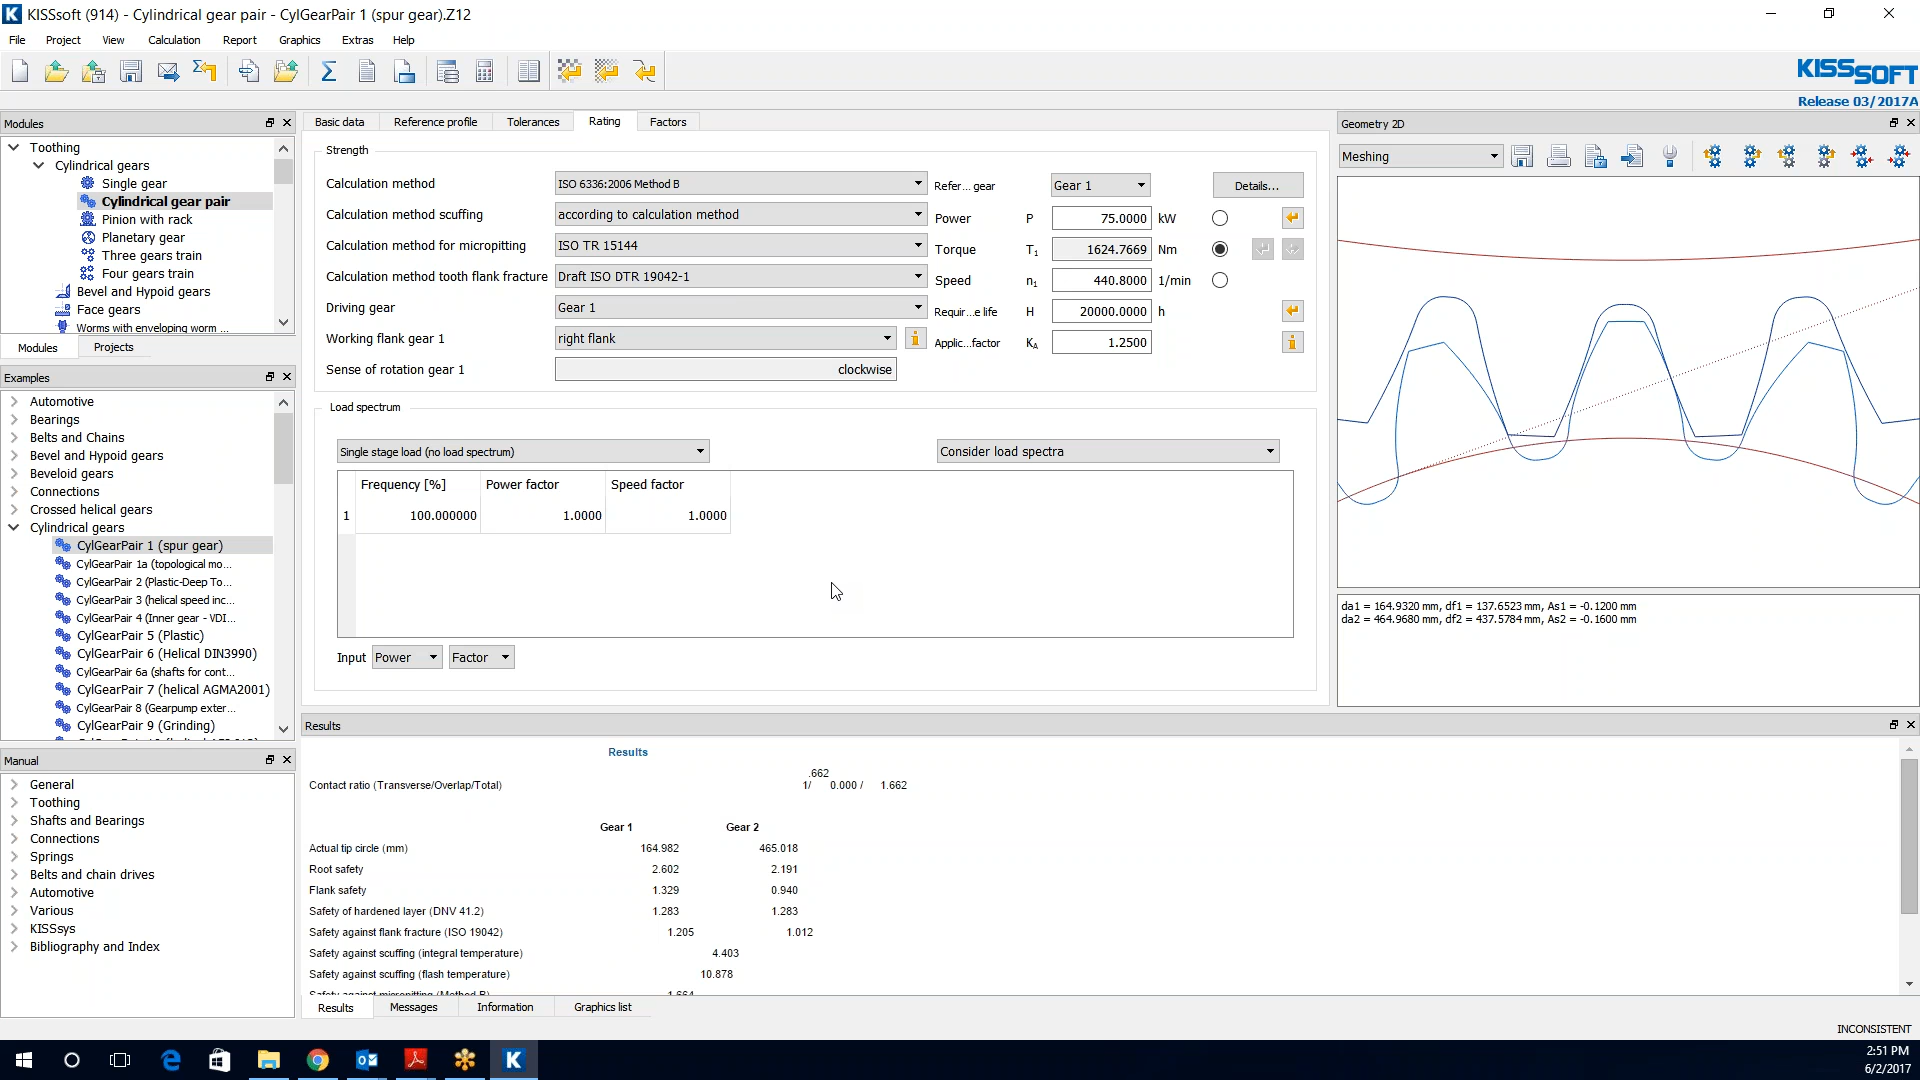 KISSsoft (914) - Cylindrical gear pair - CylGearPair 1 (spur gear).Z12
File Project View Calculation Report Graphics Extras Help
KISSSOFT
Release 03/2017A
Modules
Toothing
Cylindrical gears
Single gear
Cylindrical gear pair
Pinion with rack
Planetary gear
Three gears train
Four gears train
Bevel and Hypoid gears
Face gears
Worms with enveloping worm ...
Modules Projects
Examples
Automotive
Bearings
Belts and Chains
Bevel and Hypoid gears
Beveloid gears
Connections
Crossed helical gears
Cylindrical gears
CylGearPair 1 (spur gear)
CylGearPair 1a (topological mo...
CylGearPair 2 (Plastic-Deep To...
CylGearPair 3 (helical speed inc...
CylGearPair 4 (Inner gear - VDI...
CylGearPair 5 (Plastic)
CylGearPair 6 (Helical DIN3990)
CylGearPair 6a (shafts for cont...
CylGearPair 7 (helical AGMA2001)
CylGearPair 8 (Gearpump exter...
CylGearPair 9 (Grinding)
Manual
General
Toothing
Shafts and Bearings
Connections
Springs
Belts and chain drives
Automotive
Various
KISSsys
Bibliography and Index
Basic data Reference profile Tolerances Rating Factors
Strength
Calculation method ISO 6336:2006 Method B
Calculation method scuffing according to calculation method
Calculation method for micropitting ISO TR 15144
Calculation method tooth flank fracture Draft ISO DTR 19042-1
Driving gear Gear 1
Working flank gear 1 right flank
Sense of rotation gear 1 clockwise
Refer... gear Gear 1 Details...
Power P 75.0000 kW
Torque T1 1624.7669 Nm
Speed n1 440.8000 1/min
Requir...e life H 20000.0000 h
Applic...factor KA 1.2500
Load spectrum
Single stage load (no load spectrum) Consider load spectra
Frequency [%] Power factor Speed factor
1 100.000000 1.0000 1.0000
Input Power Factor
Geometry 2D
Meshing
da1 = 164.9320 mm, df1 = 137.6523 mm, As1 = -0.1200 mm
da2 = 464.9680 mm, df2 = 437.5784 mm, As2 = -0.1600 mm
Results
Results
Contact ratio (Transverse/Overlap/Total) 1/ .662 0.000 / 1.662
Gear 1 Gear 2
Actual tip circle (mm) 164.982 465.018
Root safety 2.602 2.191
Flank safety 1.329 0.940
Safety of hardened layer (DNV 41.2) 1.283 1.283
Safety against flank fracture (ISO 19042) 1.205 1.012
Safety against scuffing (integral temperature) 4.403
Safety against scuffing (flash temperature) 10.878
Safety against micropitting (Method B) 1.664
Results Messages Information Graphics list
INCONSISTENT
2:51 PM
6/2/2017